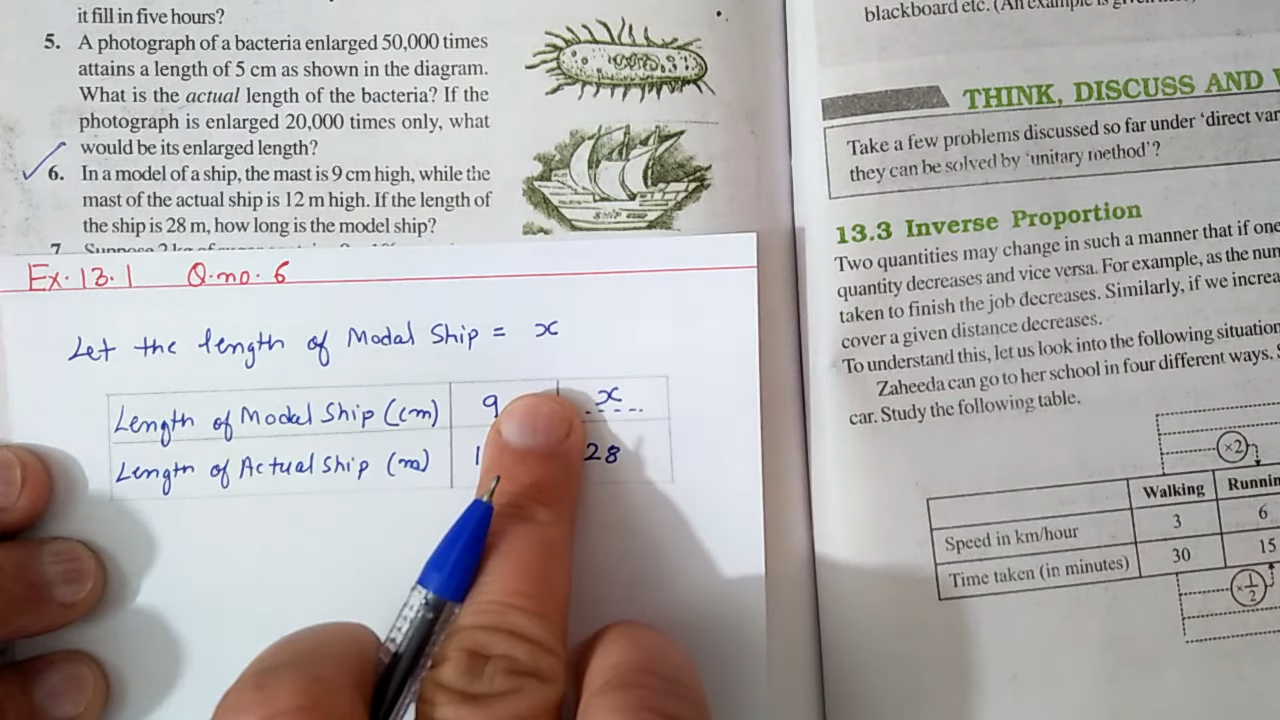 it fill in five hours?
5. A photograph of a bacteria enlarged 50,000 times
attains a length of 5 cm as shown in the diagram.
What is the actual length of the bacteria? If the
photograph is enlarged 20,000 times only, what
would be its enlarged length?
6. In a model of a ship, the mast is 9 cm high, while the
mast of the actual ship is 12 m high. If the length of
the ship is 28 m, how long is the model ship?
7.
SHIP
Ex. 13.1 Q.no. 6
Let the length of Modal Ship = x
Length of Modal Ship (cm) 9 x
Length of Actual Ship (m) 1 28
blackboard etc. (An example is
THINK, DISCUSS AND
Take a few problems discussed so far under 'direct var
they can be solved by 'unitary method'?
13.3 Inverse Proportion
Two quantities may change in such a manner that if one
quantity decreases and vice versa. For example, as the num
taken to finish the job decreases. Similarly, if we increa
cover a given distance decreases.
To understand this, let us look into the following situation
Zaheeda can go to her school in four different ways.
car. Study the following table.
×2
Walking Runnin
Speed in km/hour 3 6
Time taken (in minutes) 30 15
×1/2